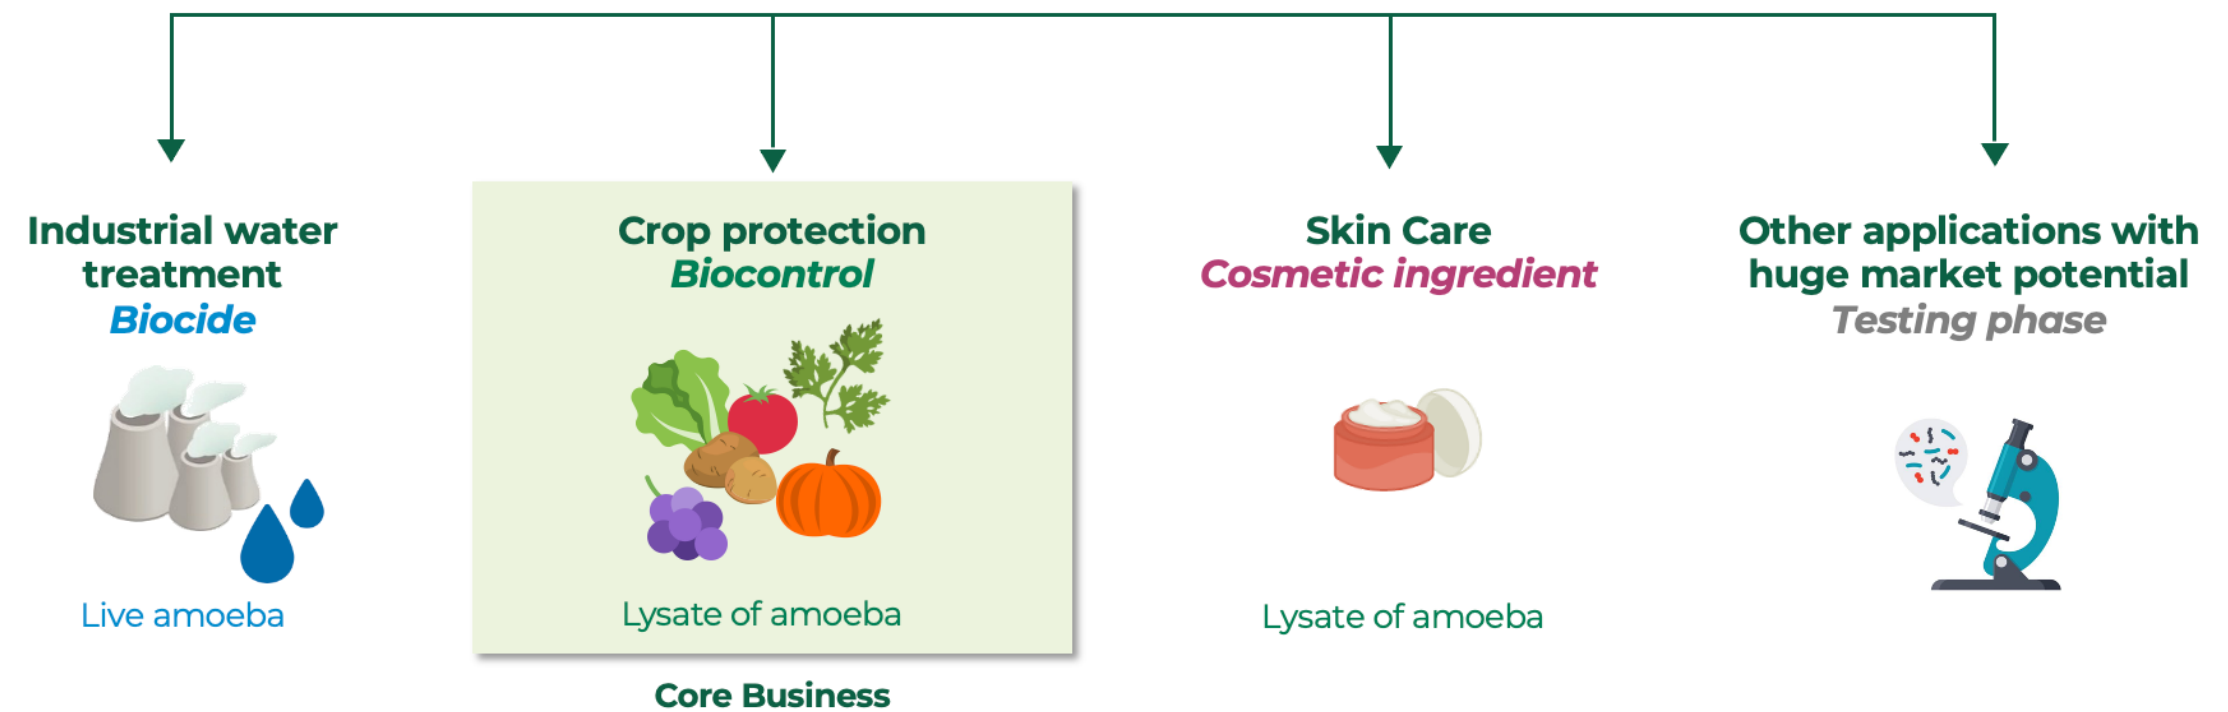 Industrial water
treatment
Biocide
Live amoeba
Crop protection
Biocontrol
Lysate of amoeba
Core Business
Skin Care
Cosmetic ingredient
Lysate of amoeba
Other applications with
huge market potential
Testing phase